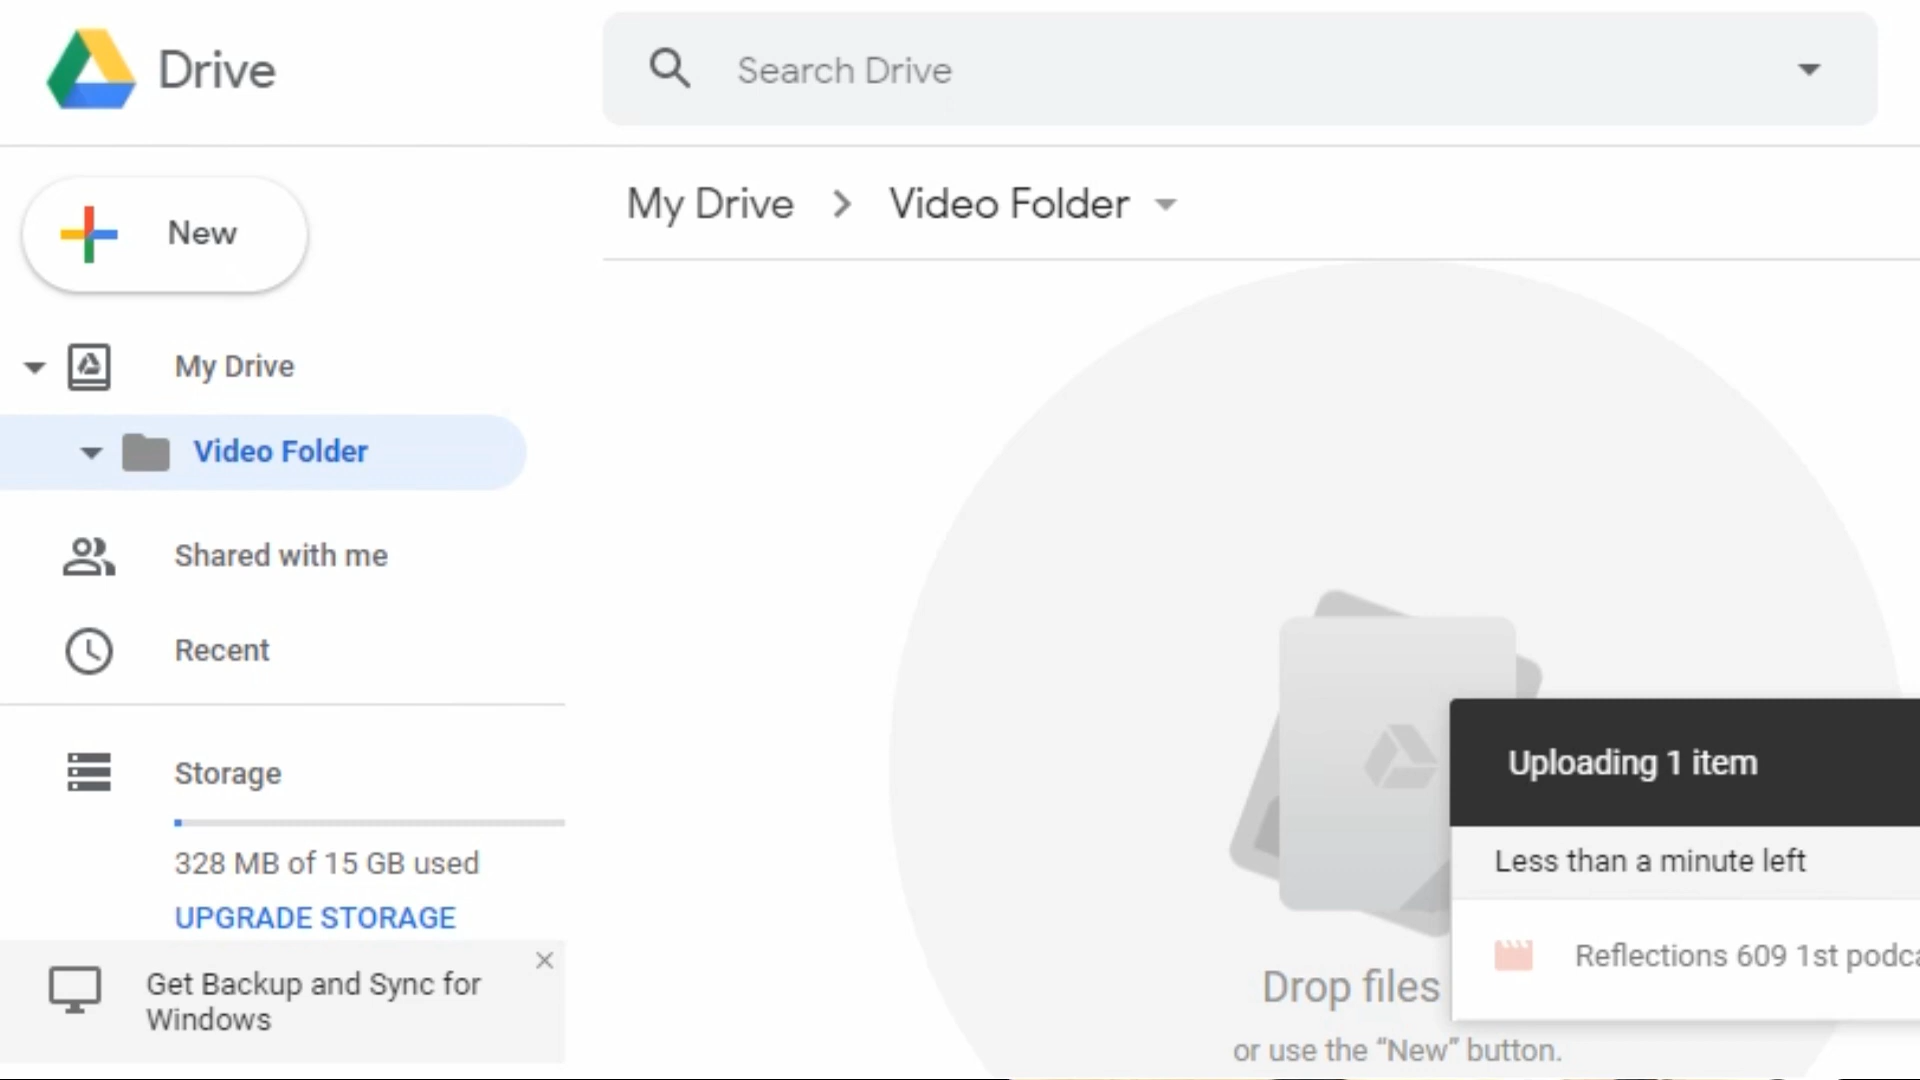 Drive
Search Drive
New
My Drive
Video Folder
Shared with me
Recent
Storage
328 MB of 15 GB used
UPGRADE STORAGE
Get Backup and Sync for
Windows
My Drive > Video Folder
Drop files
or use the “New” button.
Uploading 1 item
Less than a minute left
Reflections 609 1st